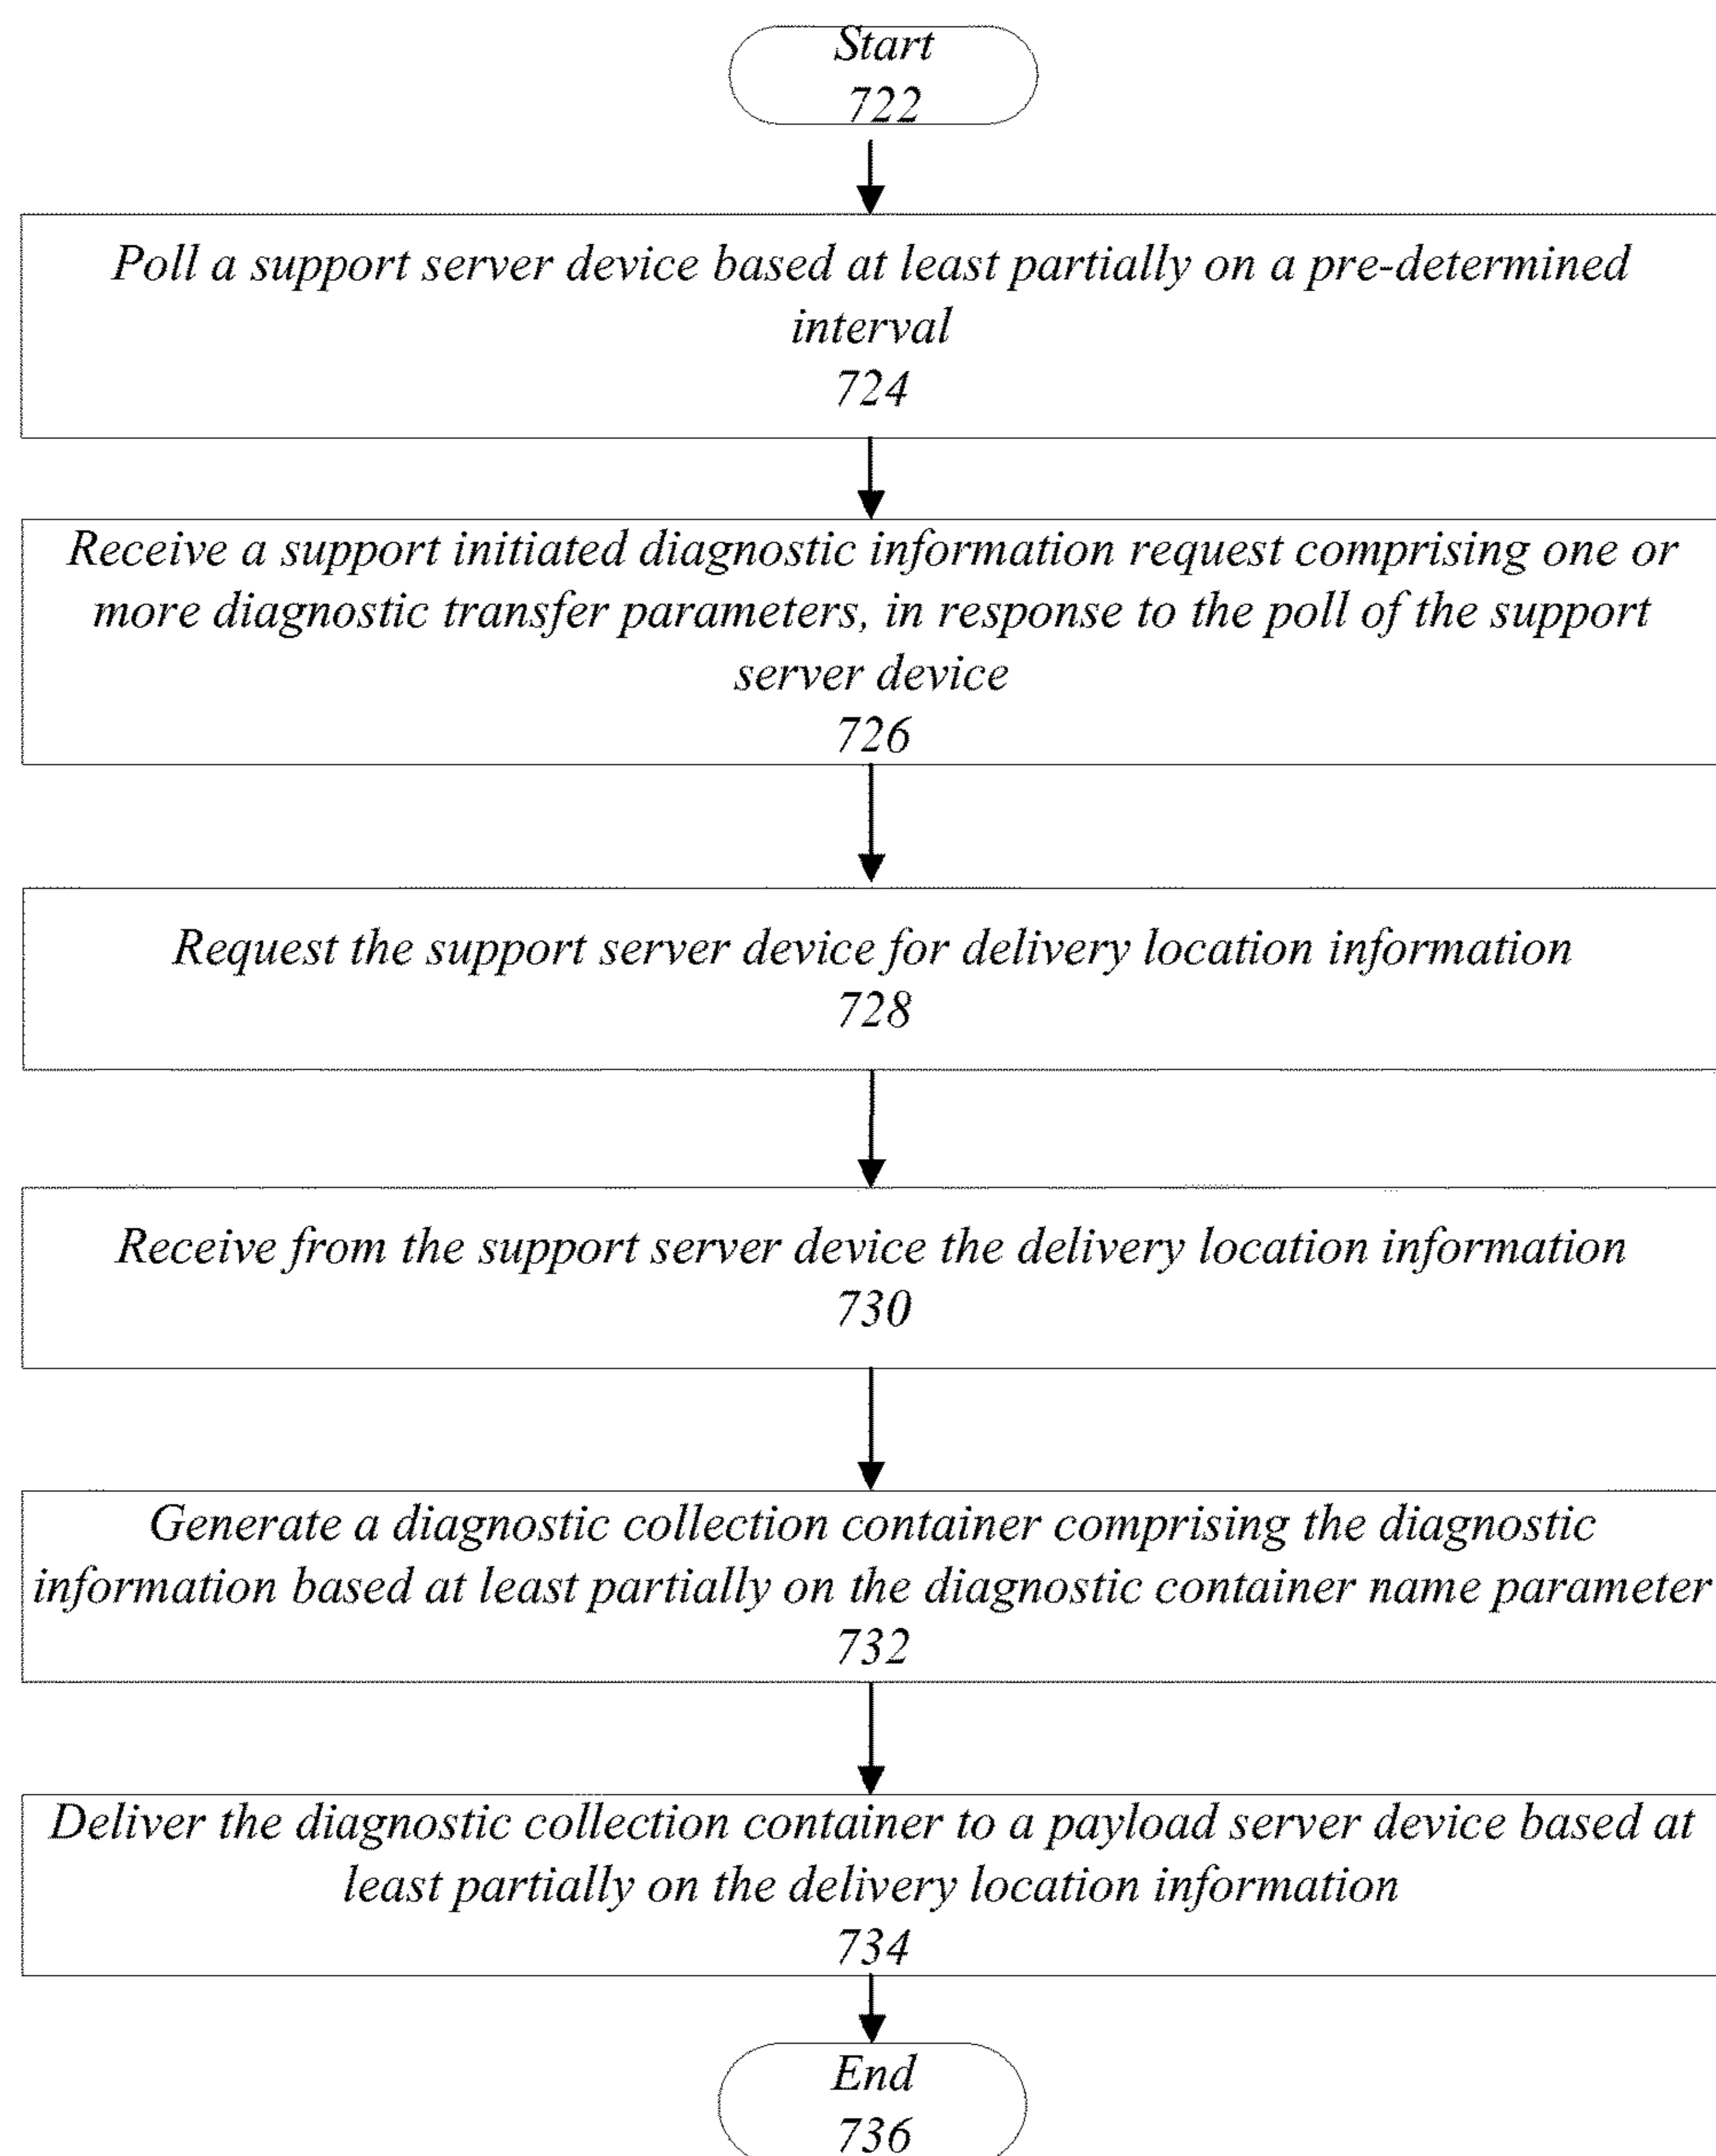 Start
722
Poll a support server device based at least partially on a pre-determined
interval
724
Receive a support initiated diagnostic information request comprising one or
more diagnostic transfer parameters, in response to the poll of the support
server device
726
Request the support server device for delivery location information
728
Receive from the support server device the delivery location information
730
Generate a diagnostic collection container comprising the diagnostic
information based at least partially on the diagnostic container name parameter
732
Deliver the diagnostic collection container to a payload server device based at
least partially on the delivery location information
734
End
736